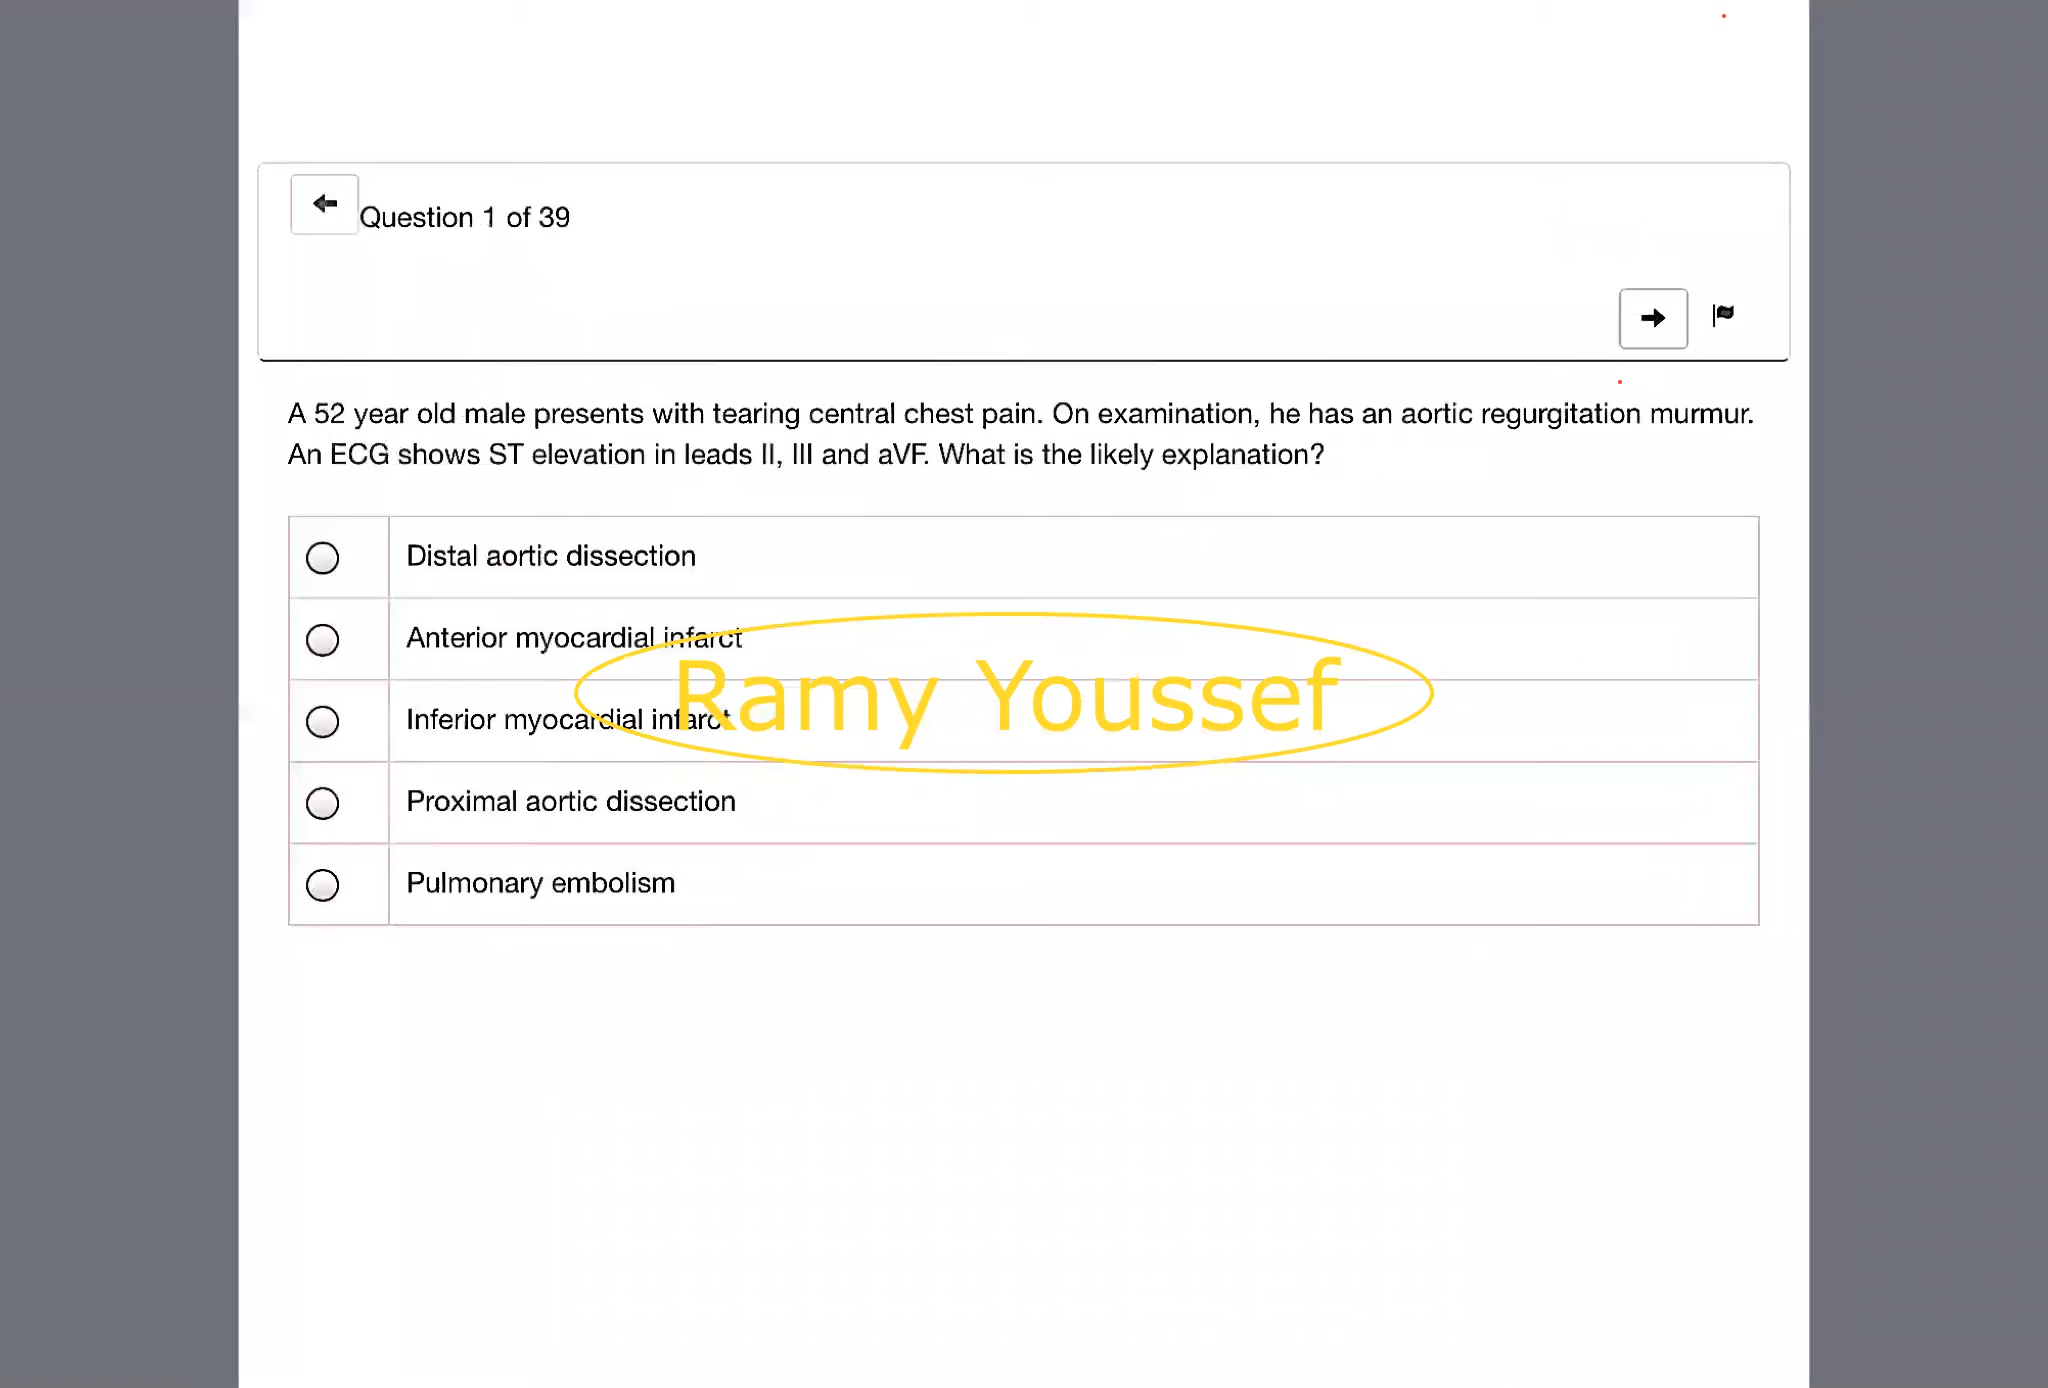 Question 1 of 39
A 52 year old male presents with tearing central chest pain. On examination, he has an aortic regurgitation murmur.
An ECG shows ST elevation in leads II, III and aVF. What is the likely explanation?
Distal aortic dissection
Anterior myocardial infarct
Ramy Youssef
Inferior myocardial infarct
Proximal aortic dissection
Pulmonary embolism